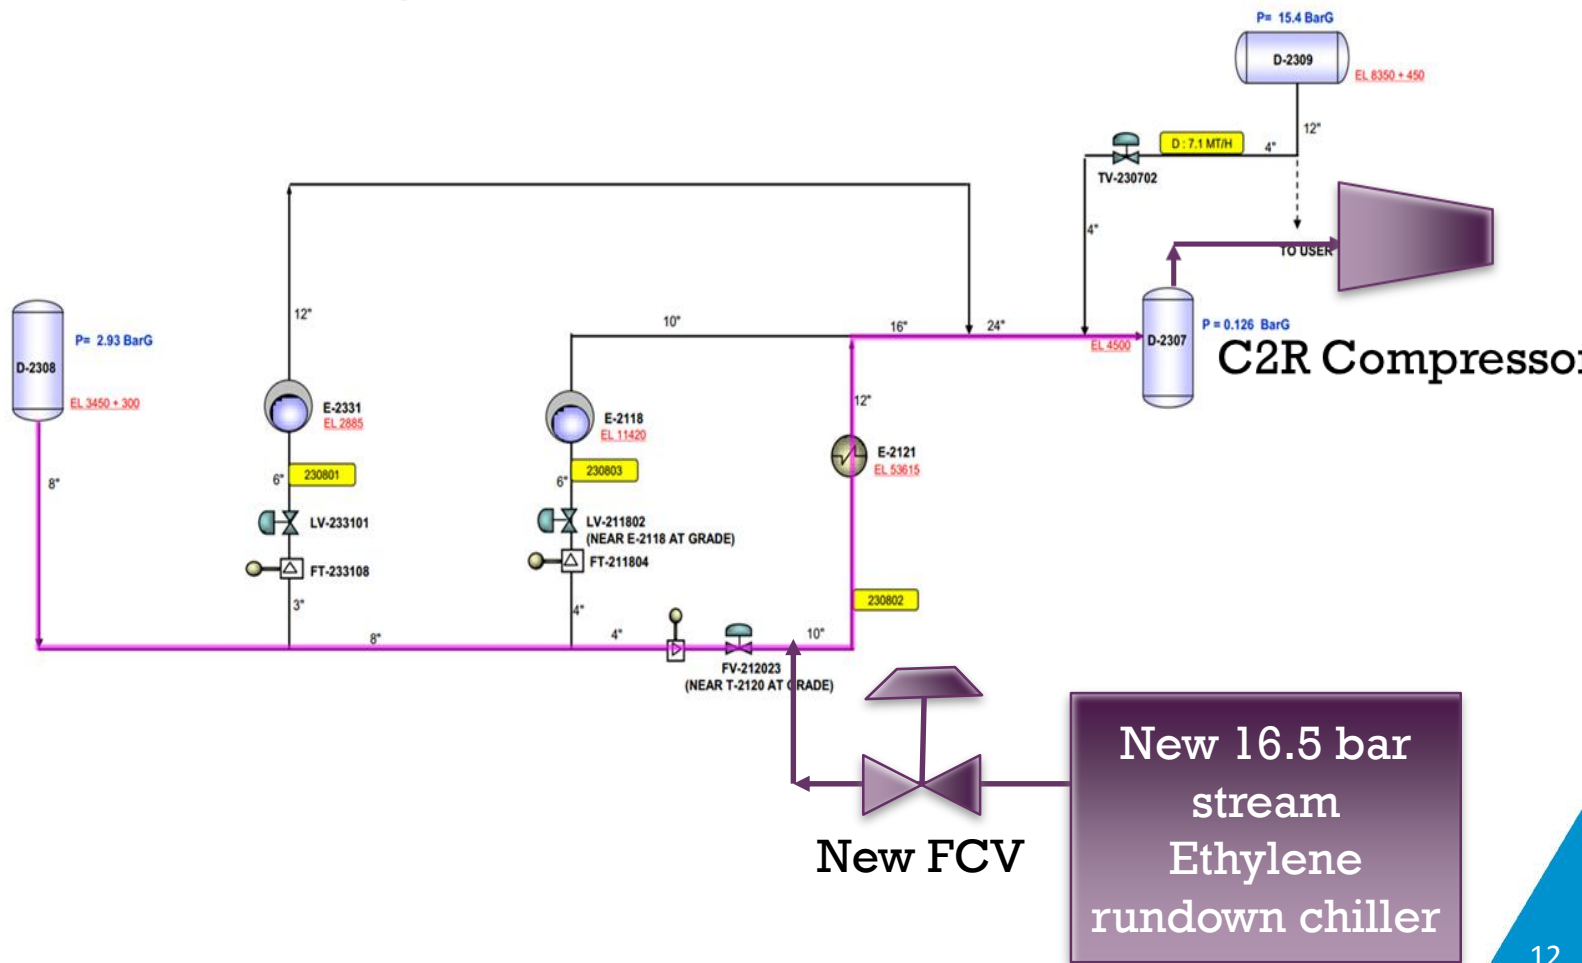 P= 15.4 BarG
D-2309
EL 8350 + 450
12"
D : 7.1 MT/H
4"
TV-230702
4"
TO USER
12"
10"
16"
24"
P = 0.126 BarG
EL 4500
D-2307
C2R Compressor
P= 2.93 BarG
D-2308
EL 3450 + 300
E-2331
EL 2885
E-2118
EL 11420
12"
E-2121
EL 53615
8"
6"
230801
6"
230803
LV-233101
LV-211802
(NEAR E-2118 AT GRADE)
FT-233108
FT-211804
3"
4"
230802
8"
4"
10"
FV-212023
(NEAR T-2120 AT GRADE)
New FCV
New 16.5 bar
stream
Ethylene
rundown chiller
12